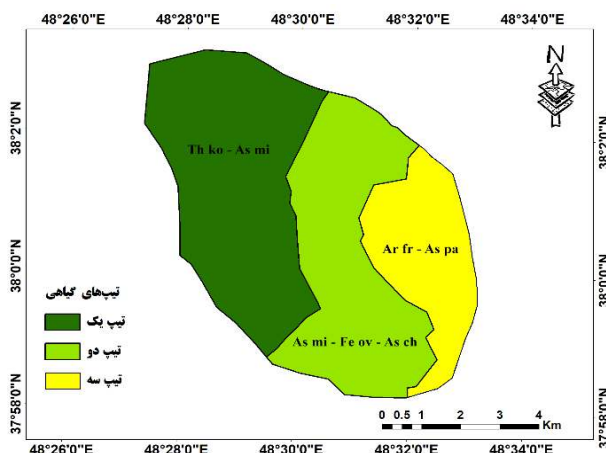 48°26'0"E 48°28'0"E 48°30'0"E 48°32'0"E 48°34'0"E
N
38°2'0"N 38°2'0"N
Th ko - As mi
Ar fr - As pa
38°0'0"N 38°0'0"N
تیپ‌های گیاهی
تیپ یک
تیپ دو
تیپ سه
As mi - Fe ov - As ch
37°58'0"N 37°58'0"N
0 0.5 1 2 3 4
Km
48°26'0"E 48°28'0"E 48°30'0"E 48°32'0"E 48°34'0"E